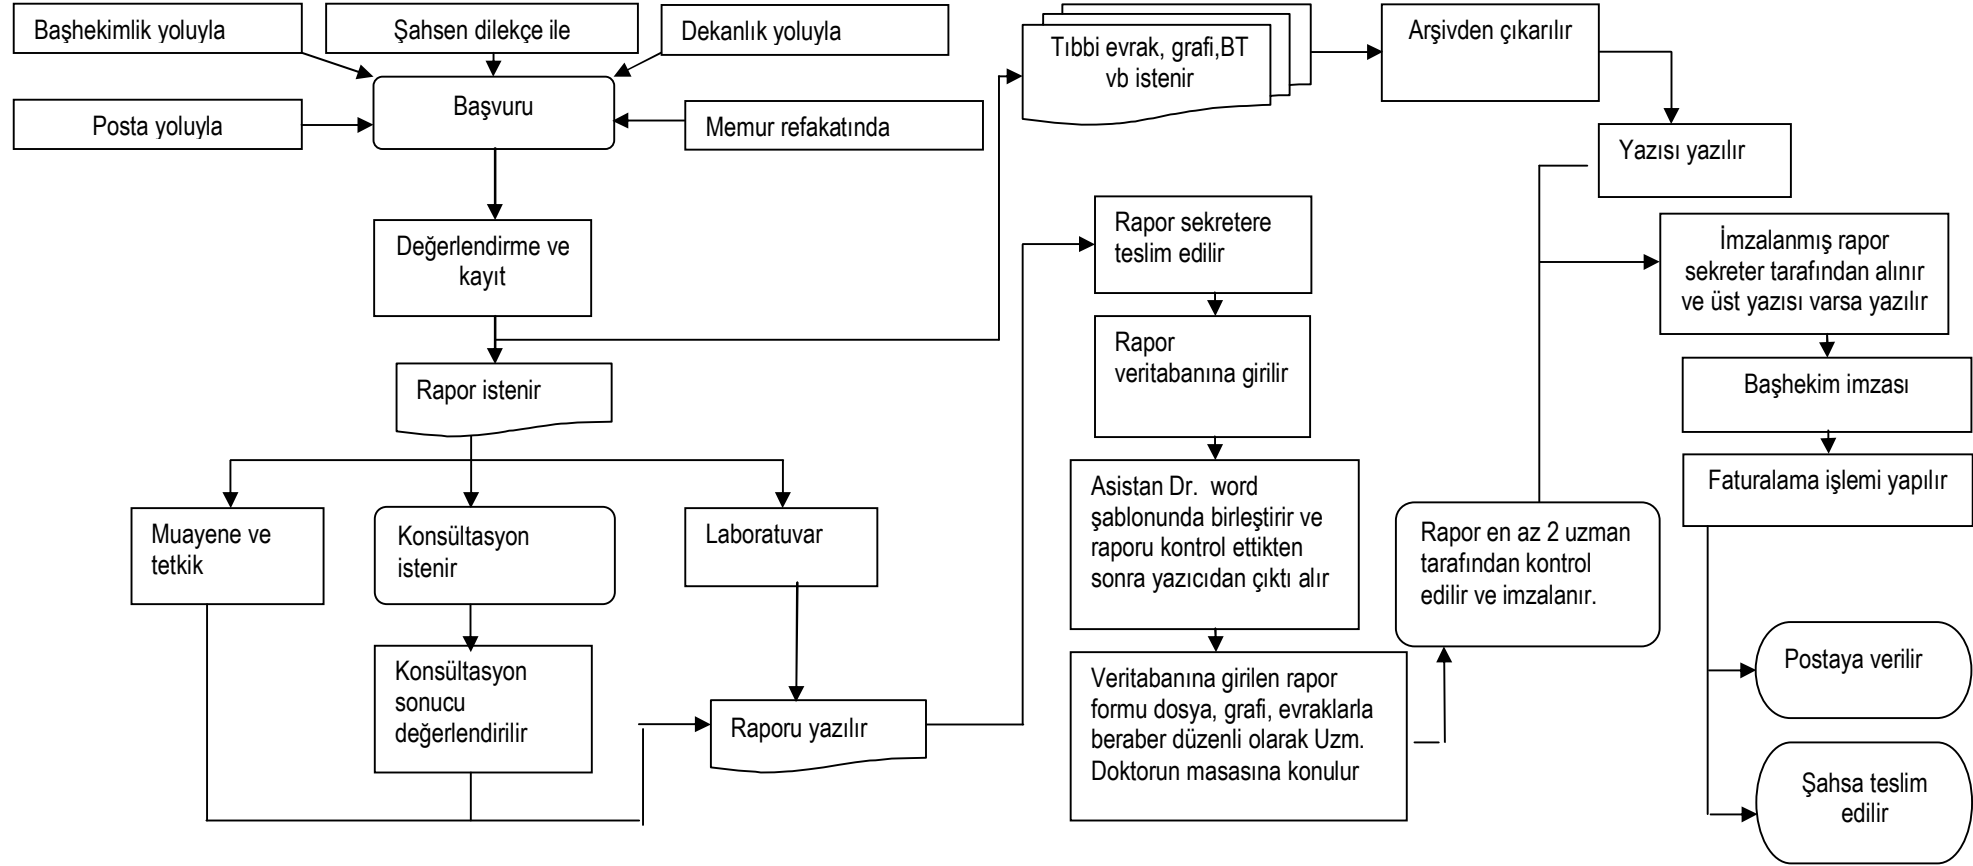 Başhekimlik yoluyla
Şahsen dilekçe ile
Dekanlık yoluyla
Posta yoluyla
Başvuru
Memur refakatında
Değerlendirme ve
kayıt
Rapor istenir
Muayene ve
tetkik
Konsültasyon
istenir
Laboratuvar
Konsültasyon
sonucu
değerlendirilir
Raporu yazılır
Tıbbi evrak, grafi,BT
vb istenir
Arşivden çıkarılır
Yazısı yazılır
Rapor sekretere
teslim edilir
Rapor
veritabanına girilir
Asistan Dr. word
şablonunda birleştirir ve
raporu kontrol ettikten
sonra yazıcıdan çıktı alır
Veritabanına girilen rapor
formu dosya, grafi, evraklarla
beraber düzenli olarak Uzm.
Doktorun masasına konulur
Rapor en az 2 uzman
tarafından kontrol
edilir ve imzalanır.
İmzalanmış rapor
sekreter tarafından alınır
ve üst yazısı varsa yazılır
Başhekim imzası
Faturalama işlemi yapılır
Postaya verilir
Şahsa teslim
edilir